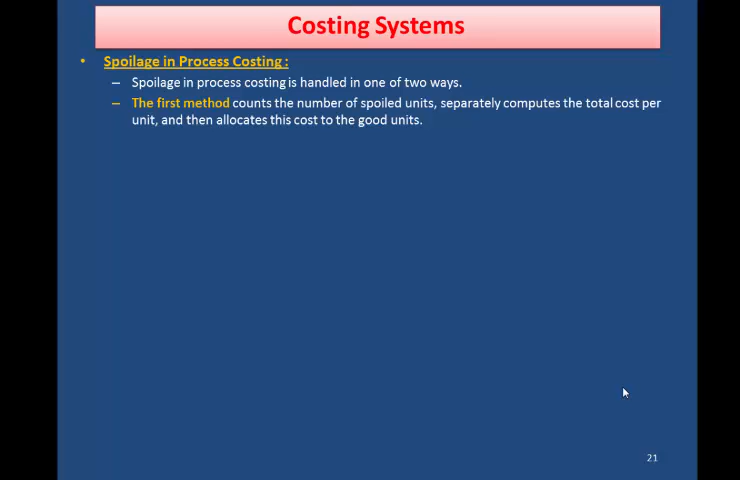 Costing Systems
• Spoilage in Process Costing :
– Spoilage in process costing is handled in one of two ways.
– The first method counts the number of spoiled units, separately computes the total cost per
unit, and then allocates this cost to the good units.
21